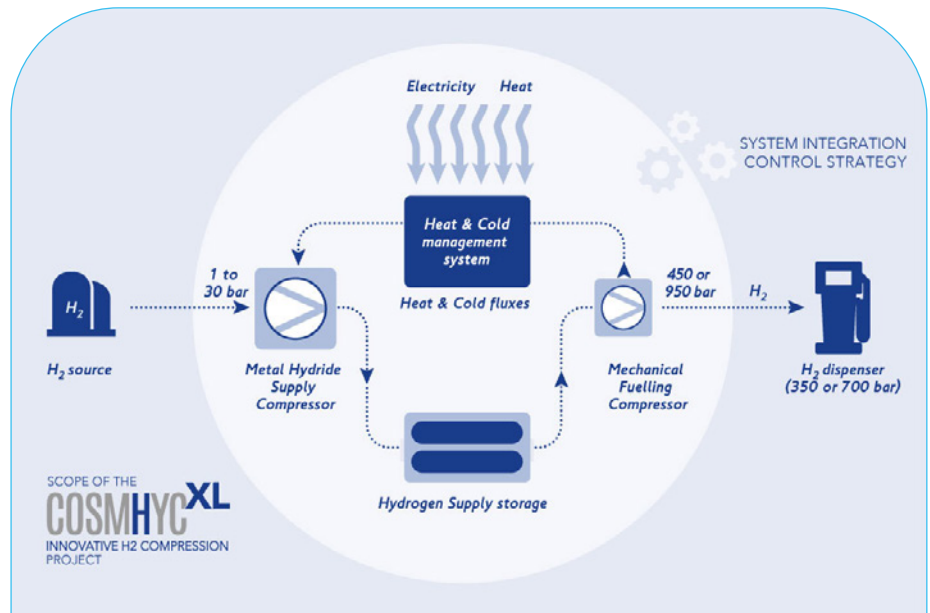 Electricity Heat
SYSTEM INTEGRATION
CONTROL STRATEGY
Heat & Cold
management
system
Heat & Cold fluxes
1 to
30 bar
450 or
950 bar
H₂
H₂
H₂ source
Metal Hydride
Supply
Compressor
Mechanical
Fuelling
Compressor
H₂ dispenser
(350 or 700 bar)
Hydrogen Supply storage
SCOPE OF THE
COSMHYC XL
INNOVATIVE H2 COMPRESSION
PROJECT